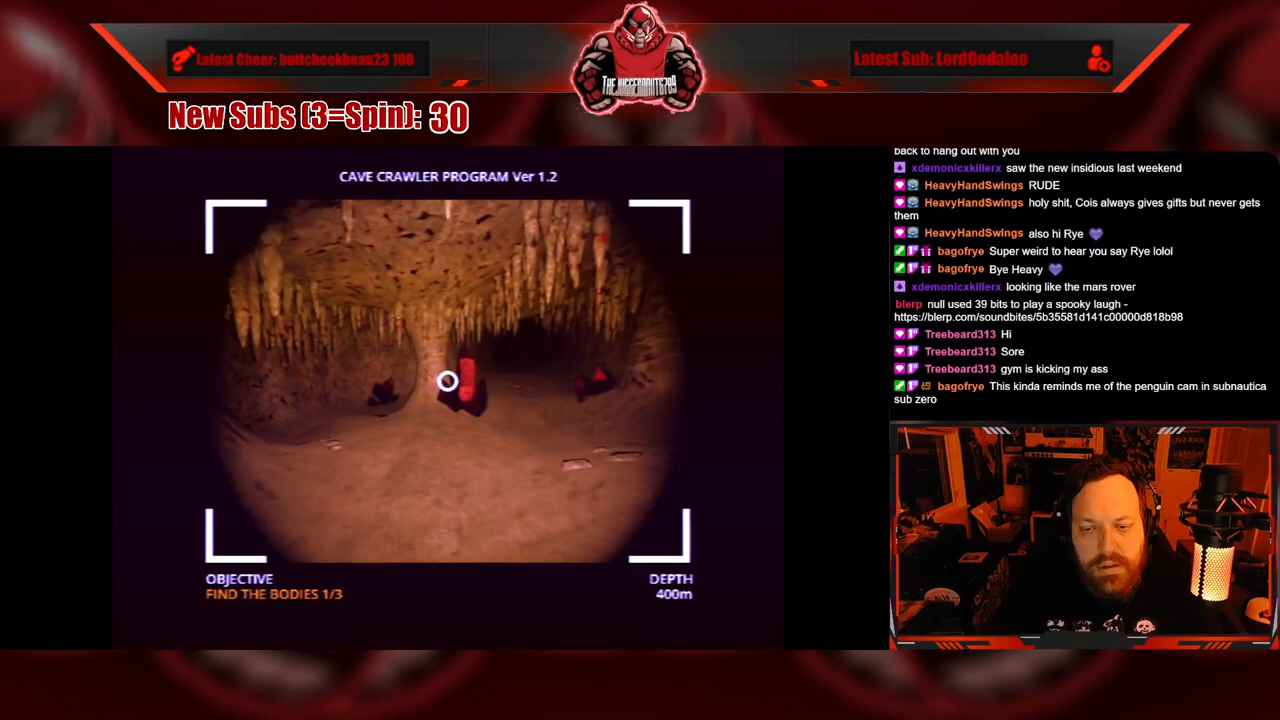 Latest Cheer: buttcheekbeau23 100
THEJUGGERNAUT6789
Latest Sub: LordOodaloo
New Subs (3=Spin): 30
CAVE CRAWLER PROGRAM Ver 1.2
OBJECTIVE
FIND THE BODIES 1/3
DEPTH
400m
back to hang out with you
xdemonicxkillerx saw the new insidious last weekend
HeavyHandSwings RUDE
HeavyHandSwings holy shit, Cois always gives gifts but never gets
them
HeavyHandSwings also hi Rye 💜
bagofrye Super weird to hear you say Rye lolol
bagofrye Bye Heavy 💜
xdemonicxkillerx looking like the mars rover
blerp null used 39 bits to play a spooky laugh -
https://blerp.com/soundbites/5b35581d141c00000d818b98
Treebeard313 Hi
Treebeard313 Sore
Treebeard313 gym is kicking my ass
bagofrye This kinda reminds me of the penguin cam in subnautica
sub zero